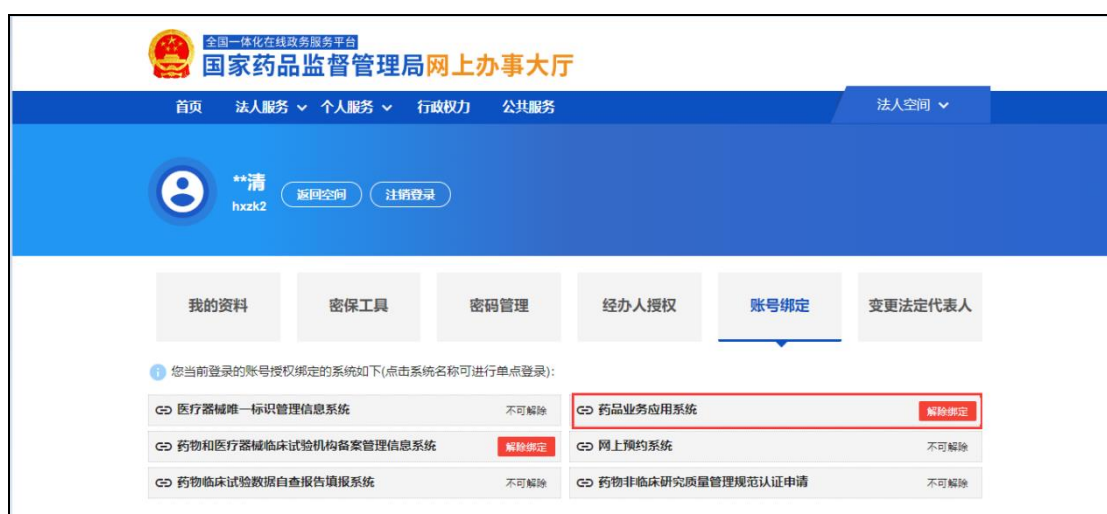 全国一体化在线政务服务平台
国家药品监督管理局网上办事大厅
首页 法人服务 个人服务 行政权力 公共服务 法人空间
**清 返回空间 注销登录
hxzk2
我的资料 密保工具 密码管理 经办人授权 账号绑定 变更法定代表人
您当前登录的账号授权绑定的系统如下(点击系统名称可进行单点登录):
医疗器械唯一标识管理信息系统 不可解除 药品业务应用系统 解除绑定
药物和医疗器械临床试验机构备案管理信息系统 解除绑定 网上预约系统 不可解除
药物临床试验数据自查报告填报系统 不可解除 药物非临床研究质量管理规范认证申请 不可解除